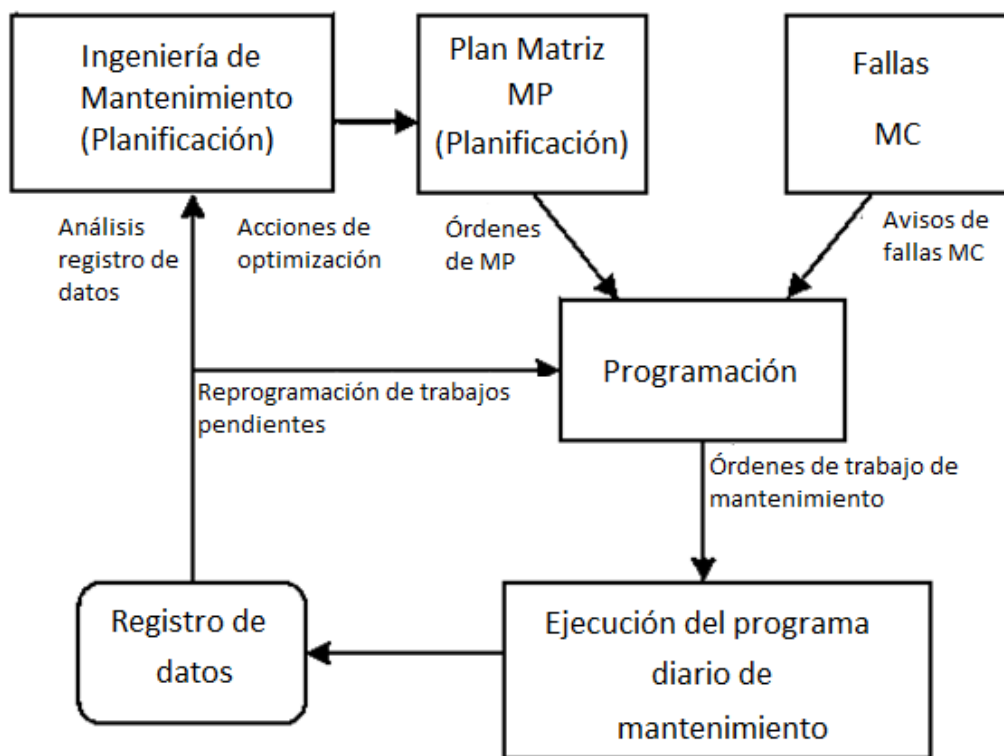 Ingeniería de
Mantenimiento
(Planificación)
Plan Matriz
MP
(Planificación)
Fallas
MC
Análisis
registro de
datos
Acciones de
optimización
Órdenes
de MP
Avisos de
fallas MC
Programación
Reprogramación de trabajos
pendientes
Órdenes de trabajo de
mantenimiento
Registro de
datos
Ejecución del programa
diario de
mantenimiento